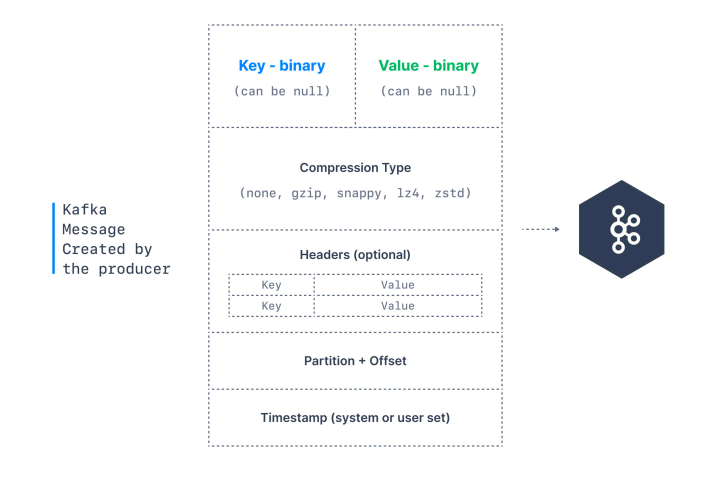 Key - binary
Value - binary
(can be null)
(can be null)
Compression Type
(none, gzip, snappy, lz4, zstd)
Kafka
Message
Created by
the producer
Headers (optional)
Key
Value
Key
Value
Partition + Offset
Timestamp (system or user set)